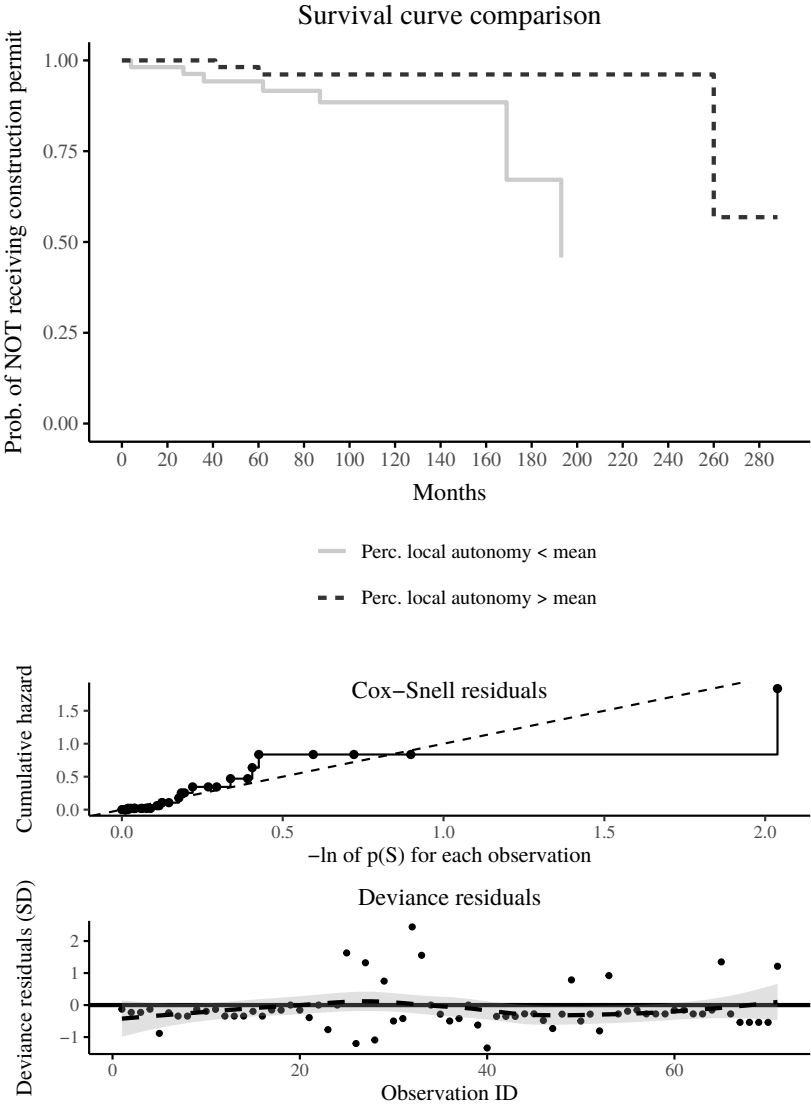 Survival curve comparison
Prob. of NOT receiving construction permit
1.00
0.75
0.50
0.25
0.00
0 20 40 60 80 100 120 140 160 180 200 220 240 260 280
Months
Perc. local autonomy < mean
Perc. local autonomy > mean
Cox−Snell residuals
Cumulative hazard
1.5
1.0
0.5
0.0
0.0 0.5 1.0 1.5 2.0
−ln of p(S) for each observation
Deviance residuals
Deviance residuals (SD)
2
1
0
−1
0 20 40 60
Observation ID